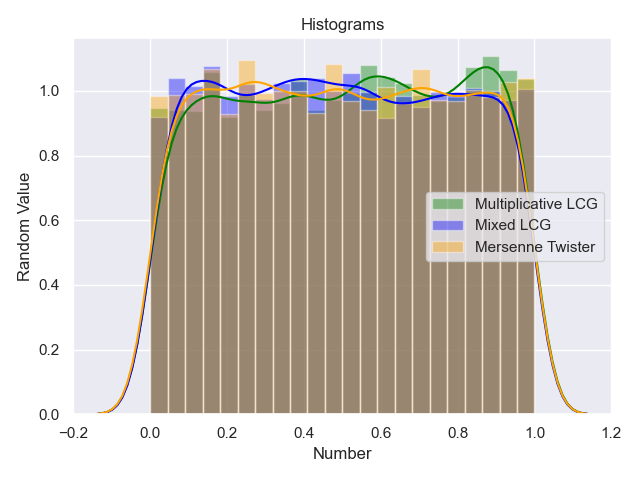 Histograms
1.0
0.8
0.6
0.4
0.2
0.0
Random Value
Multiplicative LCG
Mixed LCG
Mersenne Twister
−0.2 0.0 0.2 0.4 0.6 0.8 1.0 1.2
Number